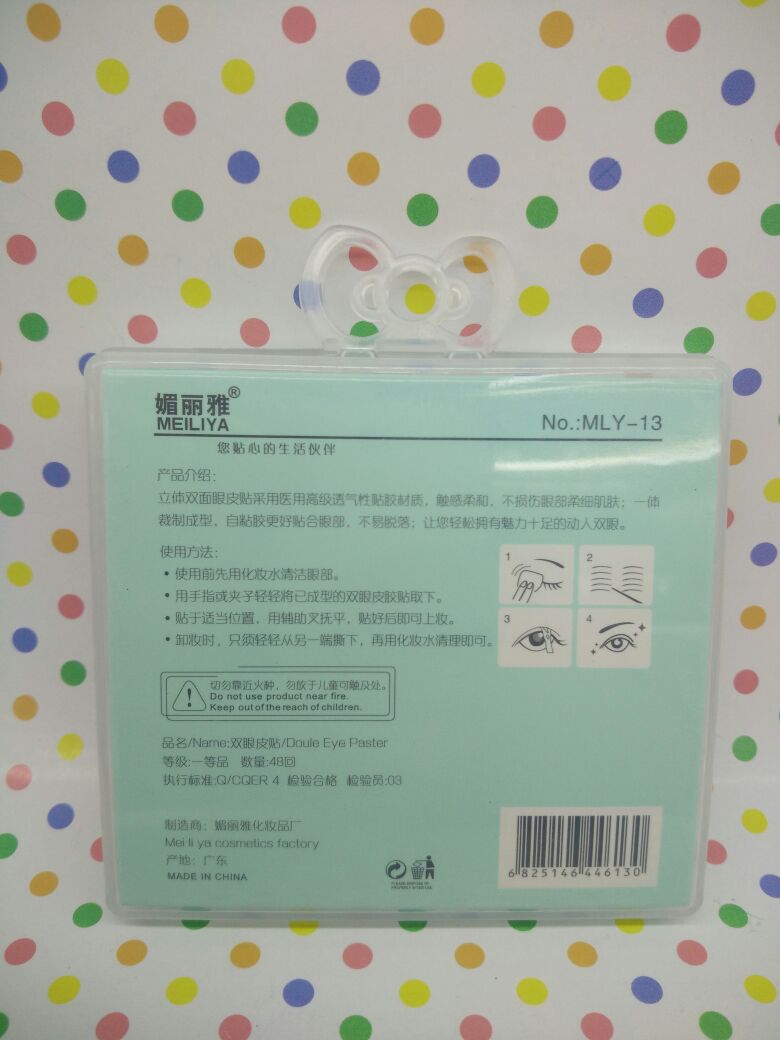 媚丽雅®
MEILIYA
No.:MLY-13
您贴心的生活伙伴
产品介绍：
立体双面眼皮贴采用医用高级透气性贴胶材质，触感柔和，不损伤眼部柔细肌肤；一体
裁制成型，自粘胶更好贴合眼部，不易脱落；让您轻松拥有魅力十足的动人双眼。
使用方法：
• 使用前先用化妆水清洁眼部。
• 用手指或夹子轻轻将已成型的双眼皮胶贴取下。
• 贴于适当位置，用辅助叉抚平，贴好后即可上妆。
• 卸妆时，只须轻轻从另一端撕下，再用化妆水清理即可。
1
2
3
4
切勿靠近火种，勿放于儿童可触及处。
Do not use product near fire.
Keep out of the reach of children.
品名/Name:双眼皮贴/Doule Eye Paster
等级:一等品 数量:48回
执行标准:Q/CQER 4 检验合格 检验员:03
制造商：媚丽雅化妆品厂
Mei li ya cosmetics factory
产地：广东
MADE IN CHINA
PLEASE DISPOSE OF
PROPERLY AFTER USE
6 825146 446130